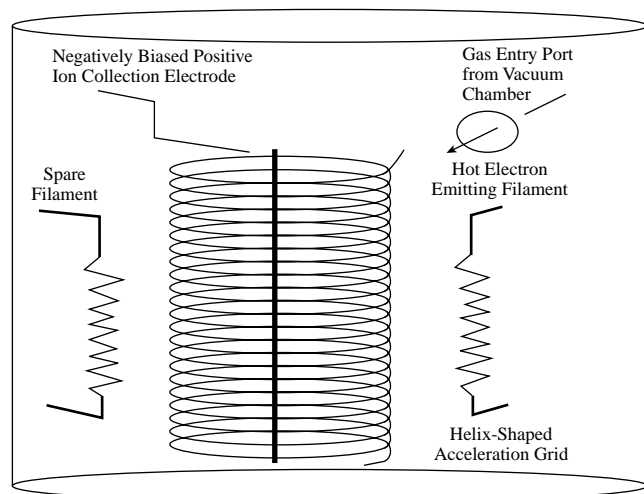 Negatively Biased Positive
Ion Collection Electrode
Gas Entry Port
from Vacuum
Chamber
Spare
Filament
Hot Electron
Emitting Filament
Helix-Shaped
Acceleration Grid